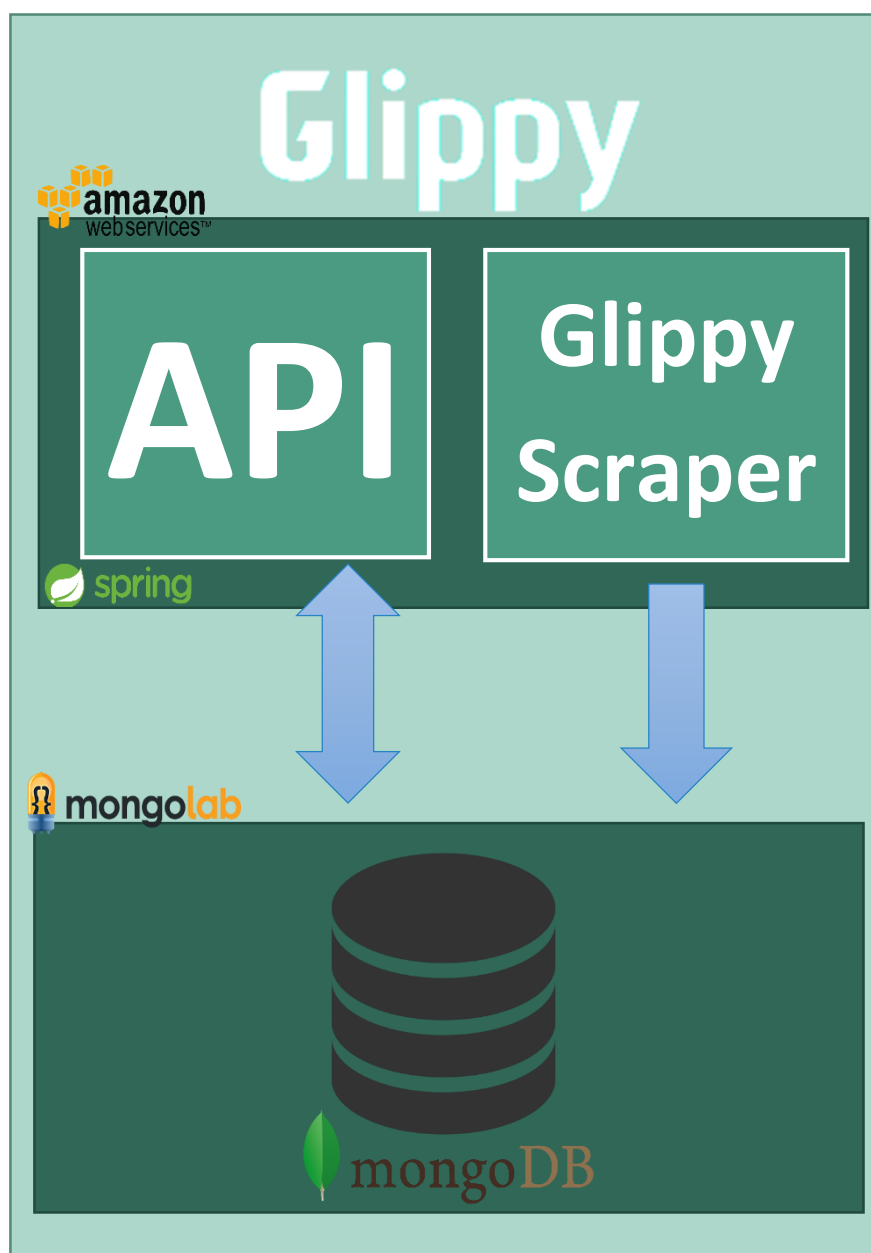 Glippy
amazon
webservices™
API
Glippy
Scraper
spring
mongolab
mongoDB